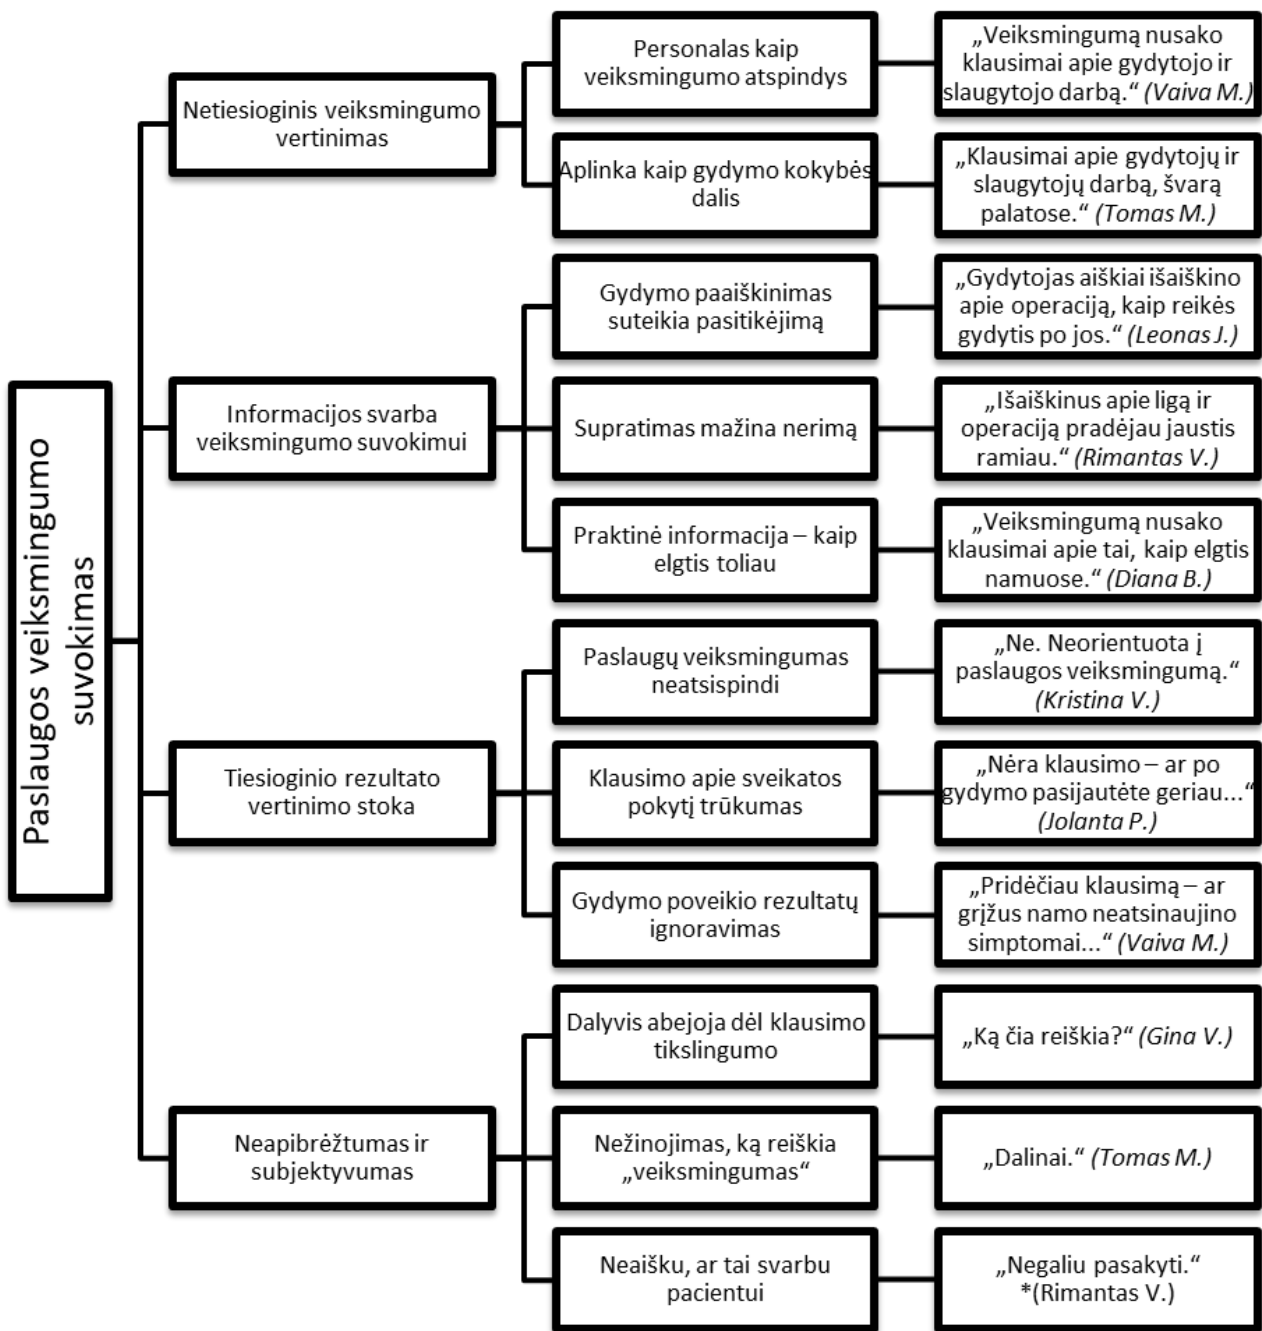 Paslaugos veiksmingumo
suvokimas
Netiesioginis veiksmingumo
vertinimas
Personalas kaip
veiksmingumo atspindys
„Veiksmingumą nusako
klausimai apie gydytojo ir
slaugytojo darbą.“ (Vaiva M.)
Aplinka kaip gydymo kokybės
dalis
„Klausimai apie gydytojų ir
slaugytojų darbą, švarą
palatose.“ (Tomas M.)
Informacijos svarba
veiksmingumo suvokimui
Gydymo paaiškinimas
suteikia pasitikėjimą
„Gydytojas aiškiai išaiškino
apie operaciją, kaip reikės
gydytis po jos.“ (Leonas J.)
Supratimas mažina nerimą
„Išaiškinus apie ligą ir
operaciją pradėjau jaustis
ramiau.“ (Rimantas V.)
Praktinė informacija – kaip
elgtis toliau
„Veiksmingumą nusako
klausimai apie tai, kaip elgtis
namuose.“ (Diana B.)
Tiesioginio rezultato
vertinimo stoka
Paslaugų veiksmingumas
neatsispindi
„Ne. Neorientuota į
paslaugos veiksmingumą.“
(Kristina V.)
Klausimo apie sveikatos
pokytį trūkumas
„Nėra klausimo – ar po
gydymo pasijautėte geriau...“
(Jolanta P.)
Gydymo poveikio rezultatų
ignoravimas
„Pridėčiau klausimą – ar
grįžus namo neatsinaujino
simptomai...“ (Vaiva M.)
Neapibrėžtumas ir
subjektyvumas
Dalyvis abejoja dėl klausimo
tikslingumo
„Ką čia reiškia?“ (Gina V.)
Nežinojimas, ką reiškia
„veiksmingumas“
„Dalinai.“ (Tomas M.)
Neaišku, ar tai svarbu
pacientui
„Negaliu pasakyti.“
*(Rimantas V.)